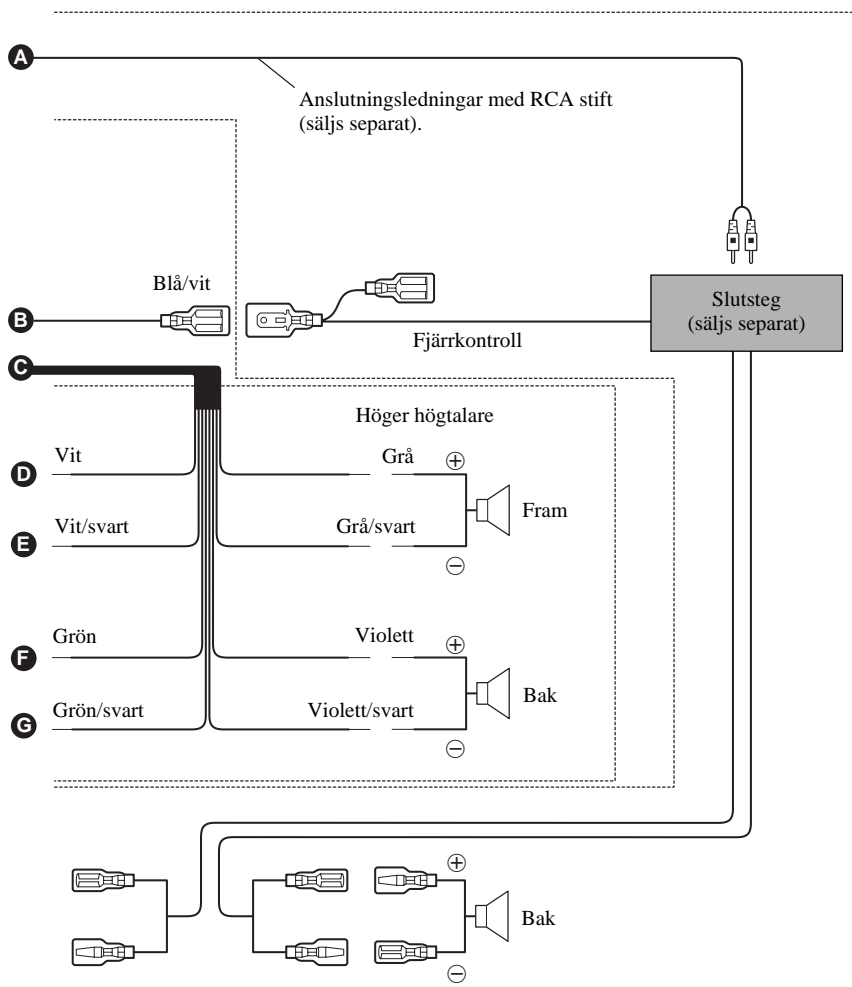 A
Anslutningsledningar med RCA stift
(säljs separat).
Blå/vit
B
Fjärrkontroll
Slutsteg
(säljs separat)
C
Höger högtalare
D
Vit
Grå
+
Fram
E
Vit/svart
Grå/svart
−
F
Grön
Violett
+
Bak
G
Grön/svart
Violett/svart
−
+
Bak
−